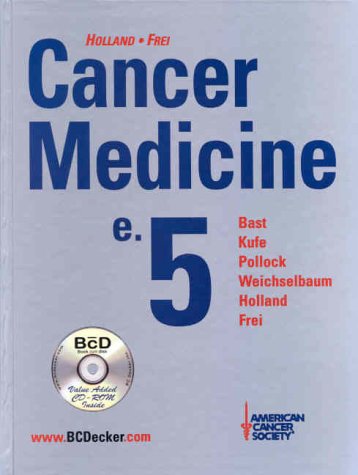 HOLLAND • FREI
Cancer
Medicine
e.5
Bast
Kufe
Pollock
Weichselbaum
Holland
Frei
BCD
Value Added
CD-ROM
Inside
www.BCDecker.com
AMERICAN
CANCER
SOCIETY®